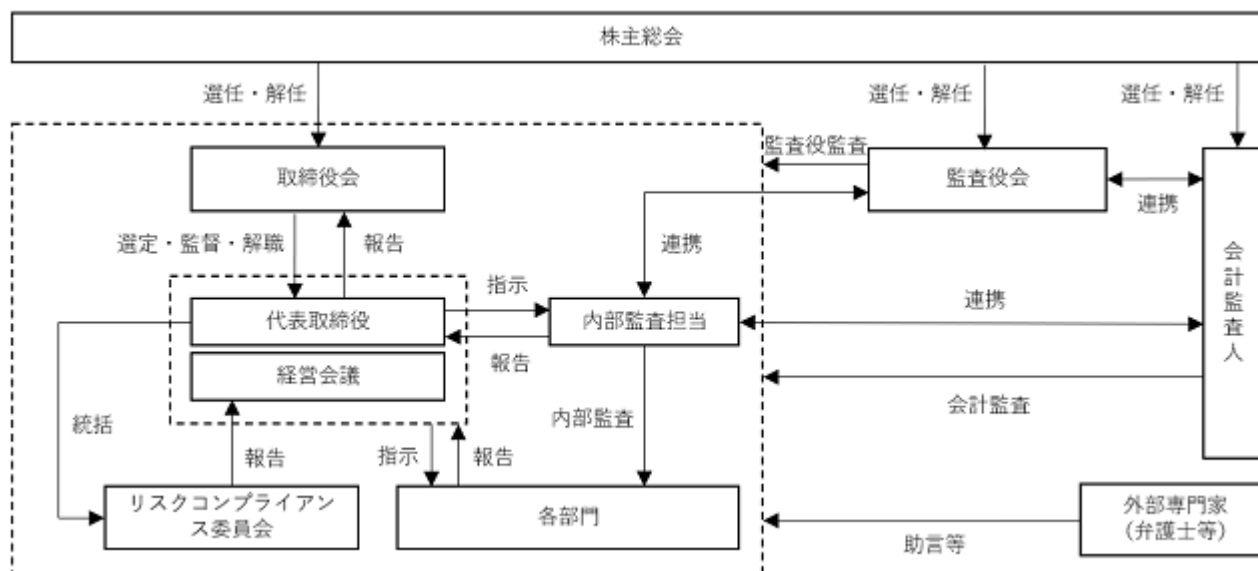 株主総会
選任・解任
選任・解任
選任・解任
監査役監査
取締役会
監査役会
連携
選定・監督・解職
報告
連携
会計監査人
指示
代表取締役
内部監査担当
連携
報告
経営会議
会計監査
統括
内部監査
報告
指示
報告
リスクコンプライアン
ス委員会
各部門
外部専門家
(弁護士等)
助言等